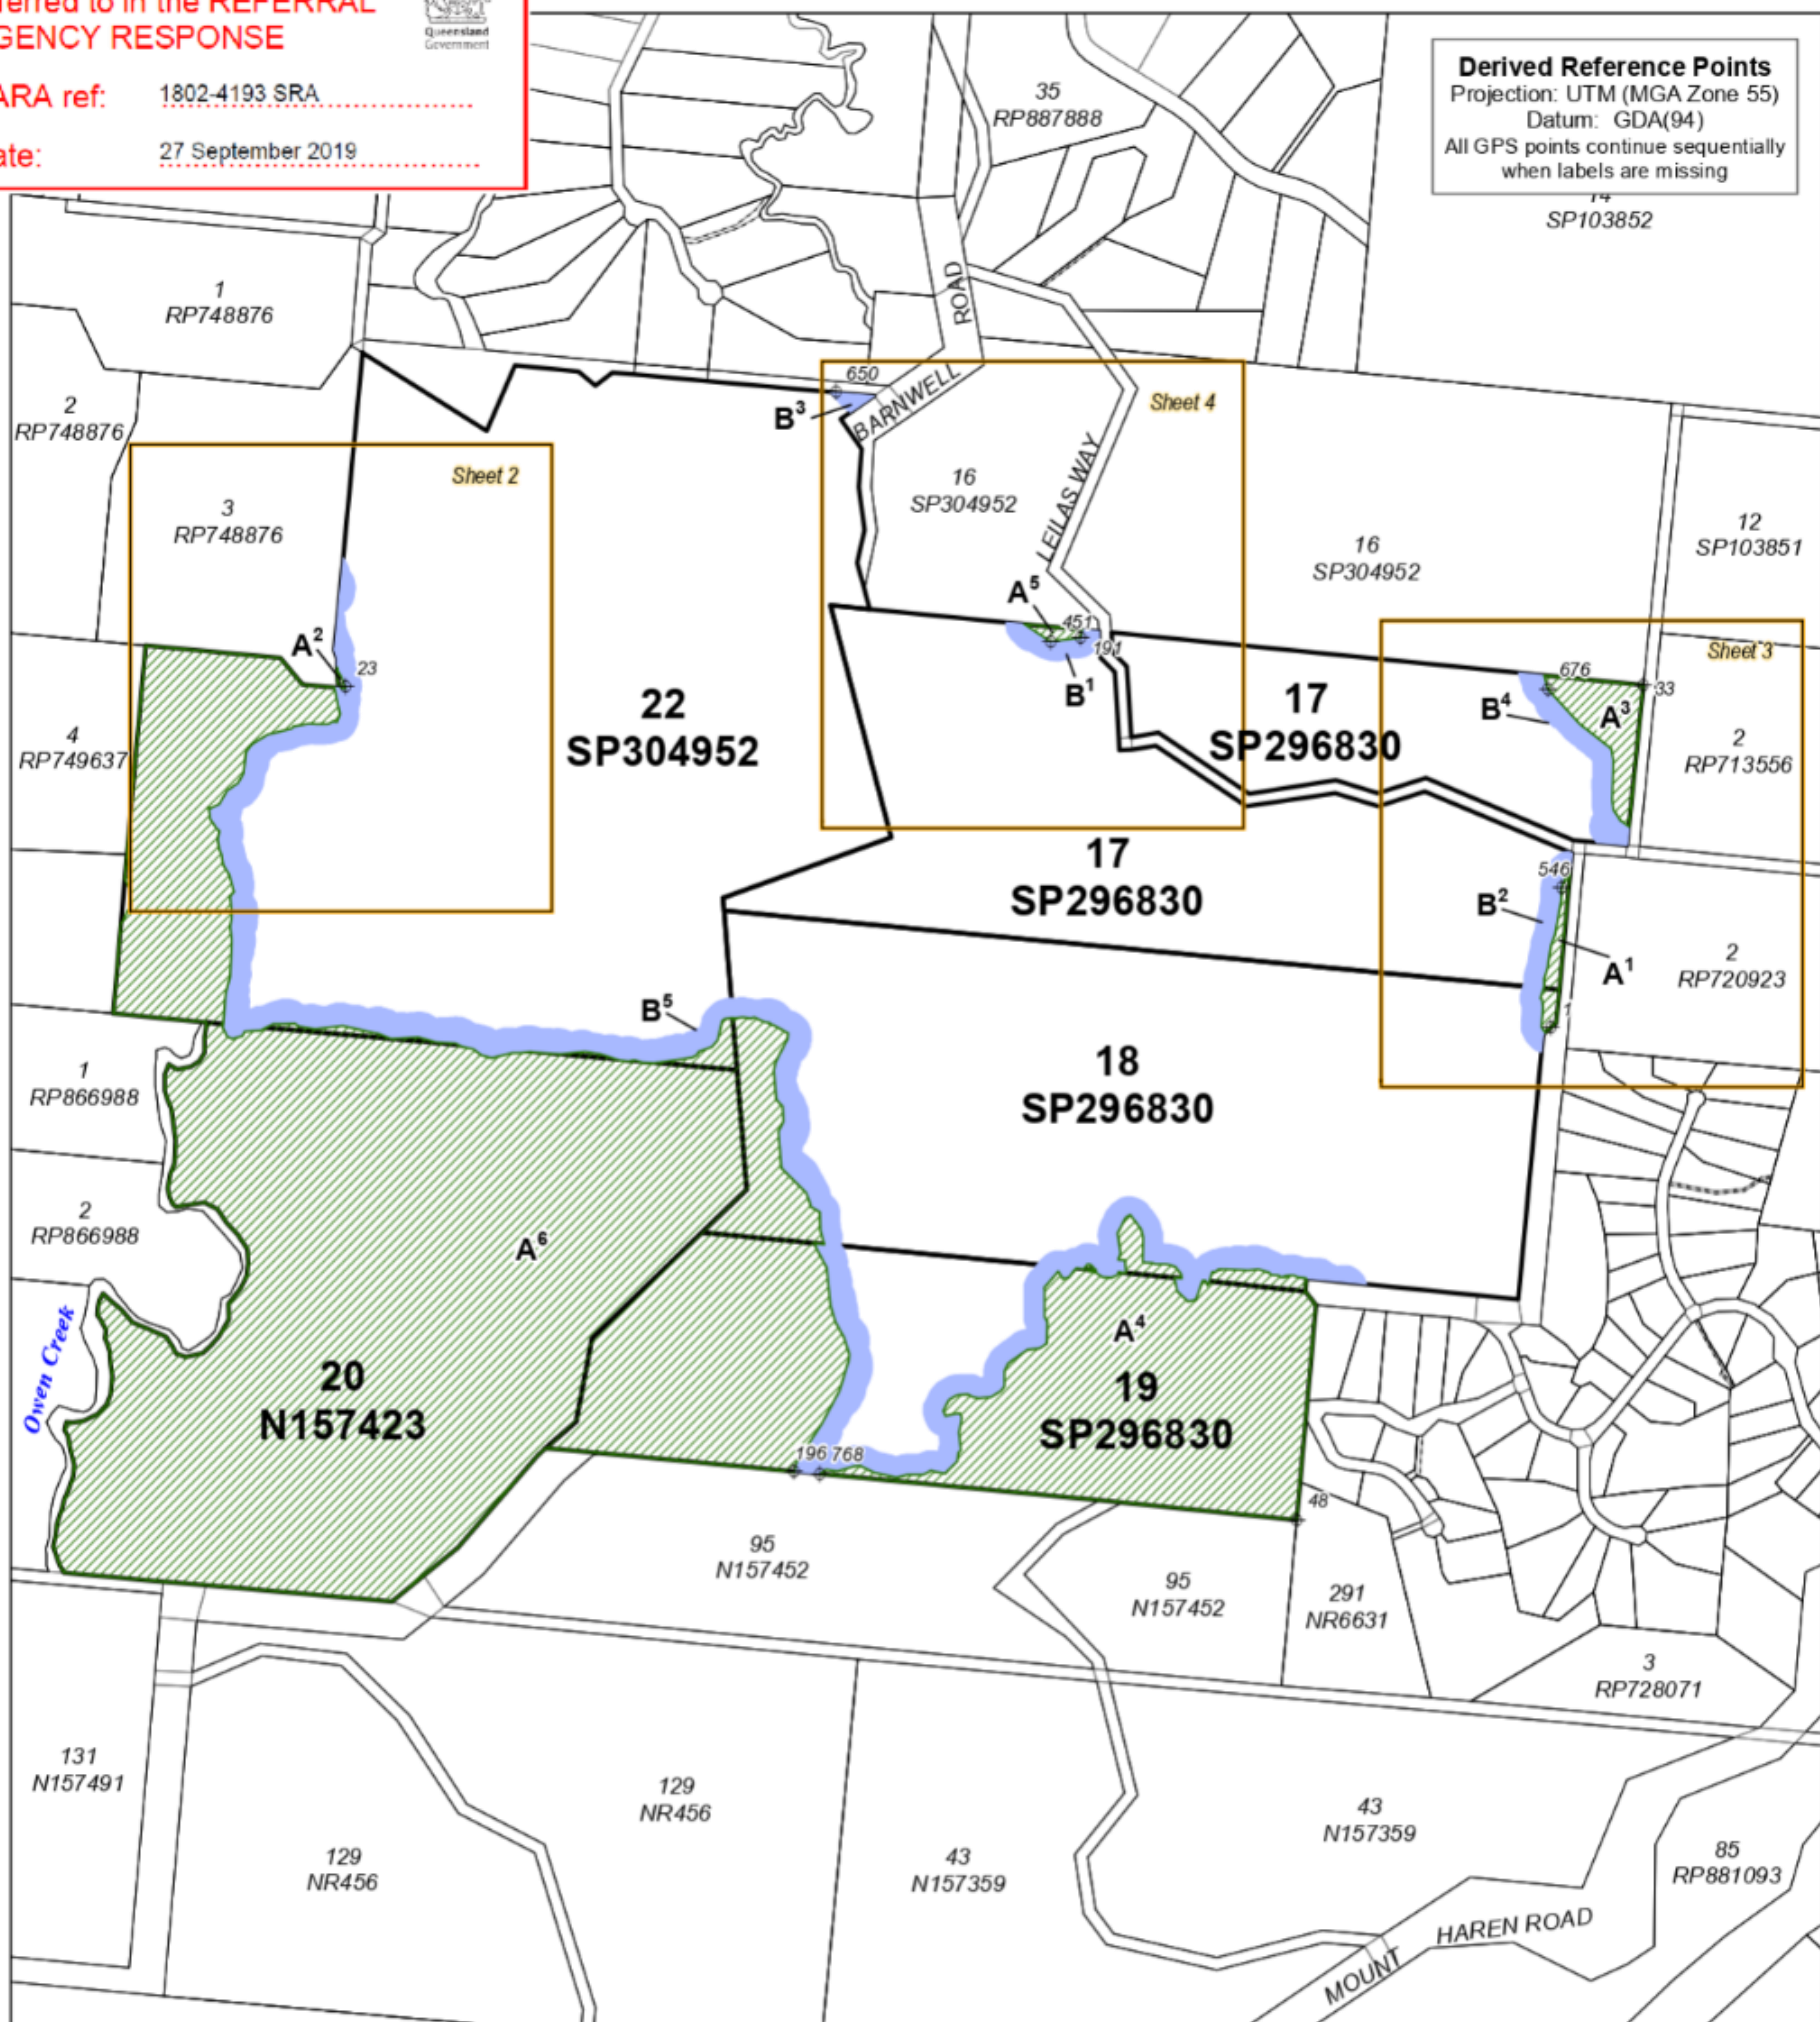 erred to in the REFERRAL
GENCY RESPONSE
Queensland
Government
ARA ref: 1802-4193 SRA
ate: 27 September 2019
Derived Reference Points
Projection: UTM (MGA Zone 55)
Datum: GDA(94)
All GPS points continue sequentially
when labels are missing
14
SP103852
35
RP887888
1
RP748876
ROAD
2
RP748876
650
B³
BARNWELL
Sheet 4
Sheet 2
3
RP748876
16
SP304952
LEILAS WAY
16
SP304952
12
SP103851
A⁵
451
191
B¹
A²
23
Sheet 3
676
33
B⁴
A³
22
SP304952
17
SP296830
4
RP749637
2
RP713556
17
SP296830
546
B²
A¹
1
2
RP720923
B⁵
18
SP296830
1
RP866988
2
RP866988
A⁶
A⁴
Owen Creek
20
N157423
19
SP296830
196 768
48
95
N157452
95
N157452
291
NR6631
3
RP728071
131
N157491
129
NR456
129
NR456
43
N157359
43
N157359
85
RP881093
MOUNT HAREN ROAD